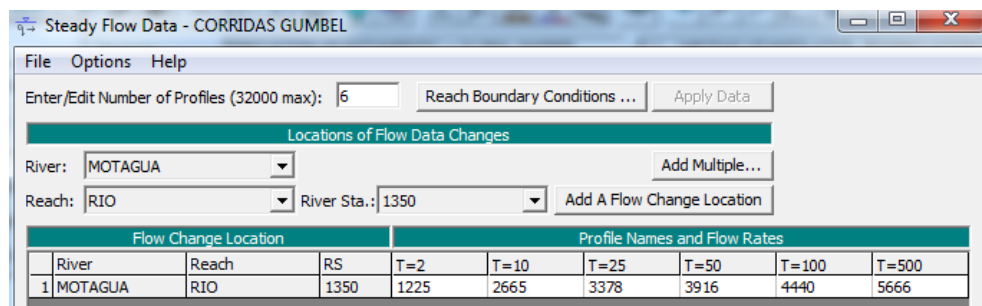 Steady Flow Data - CORRIDAS GUMBEL
File Options Help
Enter/Edit Number of Profiles (32000 max): 6 Reach Boundary Conditions ... Apply Data
Locations of Flow Data Changes
River: MOTAGUA Add Multiple...
Reach: RIO River Sta.: 1350 Add A Flow Change Location
Flow Change Location Profile Names and Flow Rates
River Reach RS T=2 T=10 T=25 T=50 T=100 T=500
1 MOTAGUA RIO 1350 1225 2665 3378 3916 4440 5666